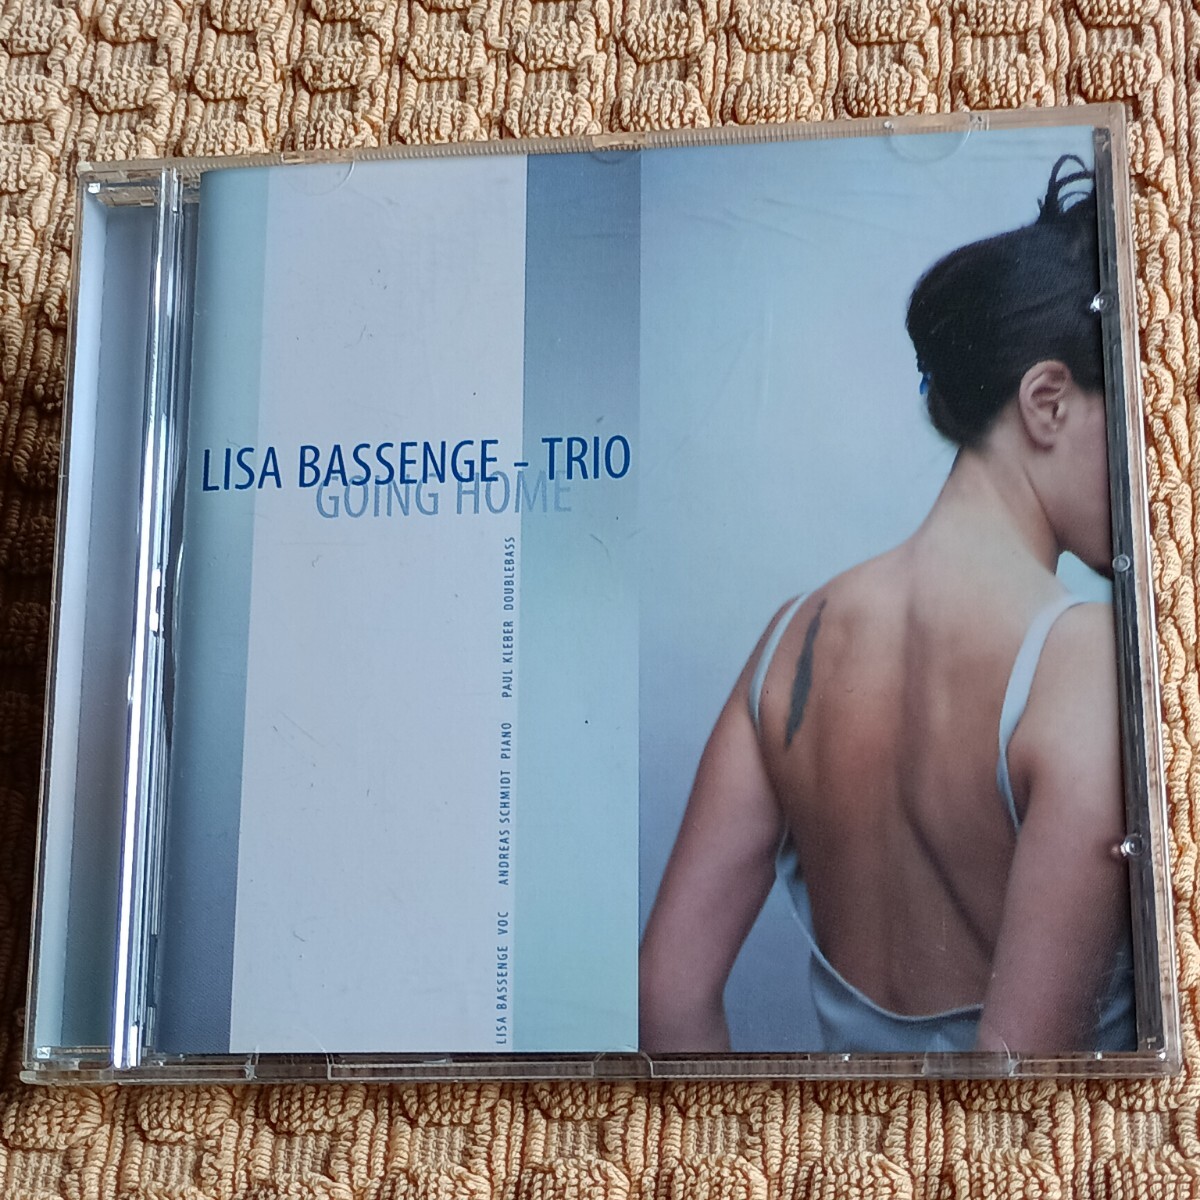 LISA BASSENGE – TRIO
GOING HOME
LISA BASSENGE VOC ANDREAS SCHMIDT PIANO PAUL KLEBER DOUBLEBASS